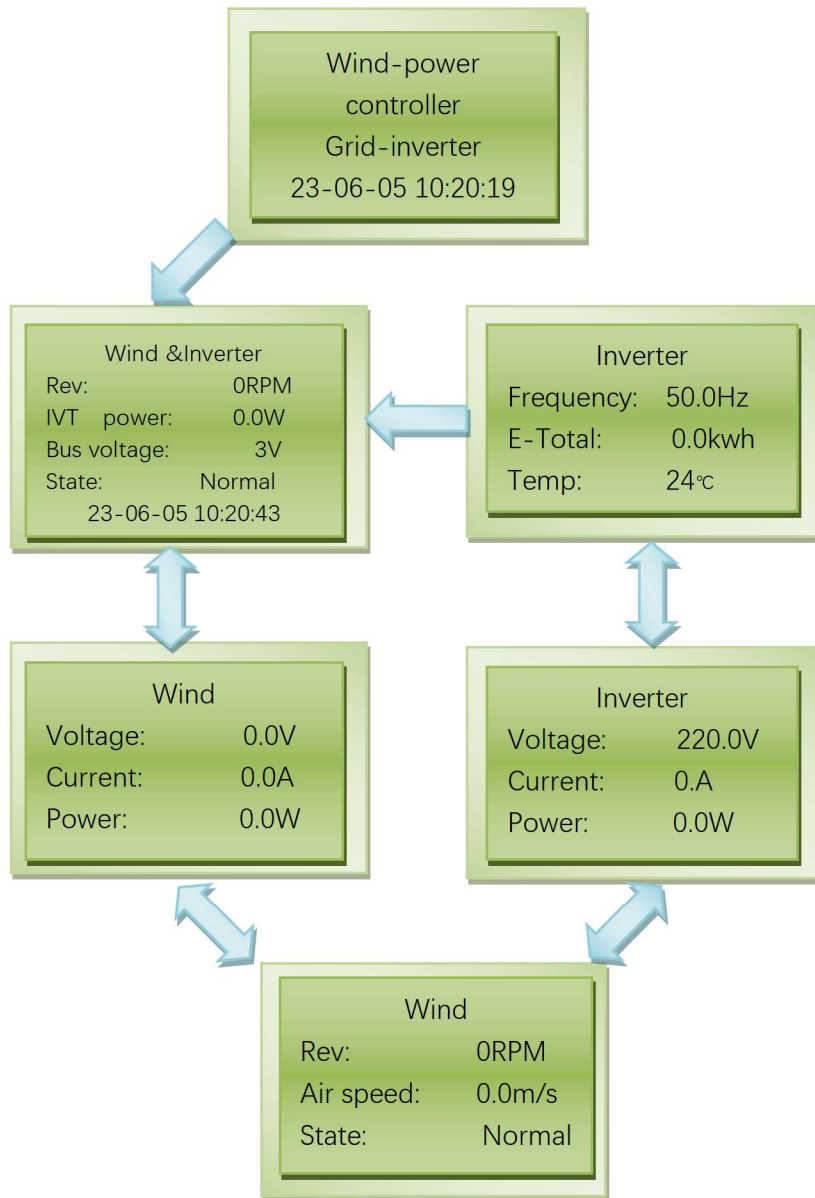 Wind-power
controller
Grid-inverter
23-06-05 10:20:19
Wind &Inverter
Rev: 0RPM
IVT power: 0.0W
Bus voltage: 3V
State: Normal
23-06-05 10:20:43
Inverter
Frequency: 50.0Hz
E-Total: 0.0kwh
Temp: 24℃
Wind
Voltage: 0.0V
Current: 0.0A
Power: 0.0W
Inverter
Voltage: 220.0V
Current: 0.A
Power: 0.0W
Wind
Rev: 0RPM
Air speed: 0.0m/s
State: Normal